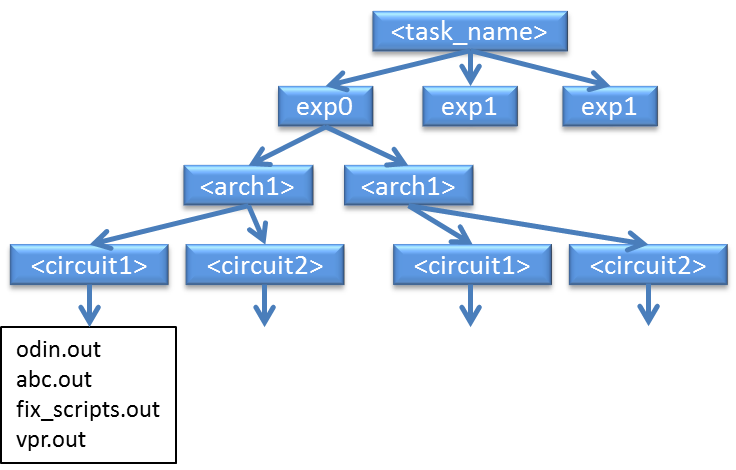 <task_name>
exp0
exp1
exp1
<arch1>
<arch1>
<circuit1>
<circuit2>
<circuit1>
<circuit2>
odin.out
abc.out
fix_scripts.out
vpr.out